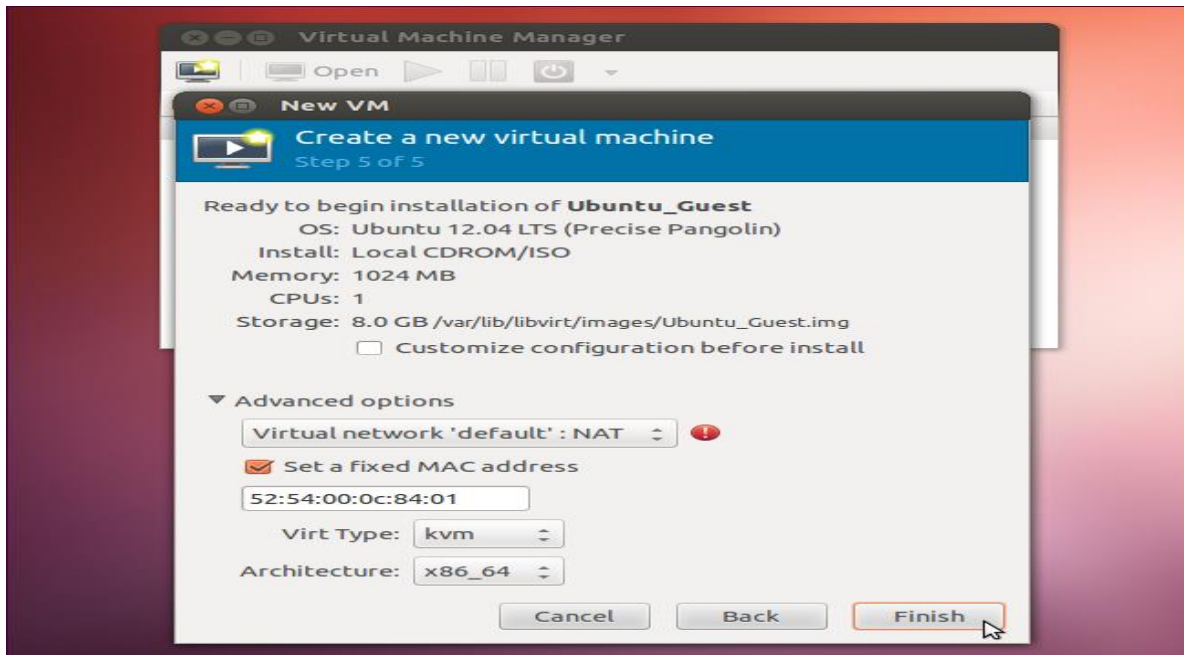 Virtual Machine Manager
Open
New VM
Create a new virtual machine
Step 5 of 5
Ready to begin installation of Ubuntu_Guest
OS: Ubuntu 12.04 LTS (Precise Pangolin)
Install: Local CDROM/ISO
Memory: 1024 MB
CPUs: 1
Storage: 8.0 GB /var/lib/libvirt/images/Ubuntu_Guest.img
Customize configuration before install
Advanced options
Virtual network 'default' : NAT
Set a fixed MAC address
52:54:00:0c:84:01
Virt Type: kvm
Architecture: x86_64
Cancel Back Finish